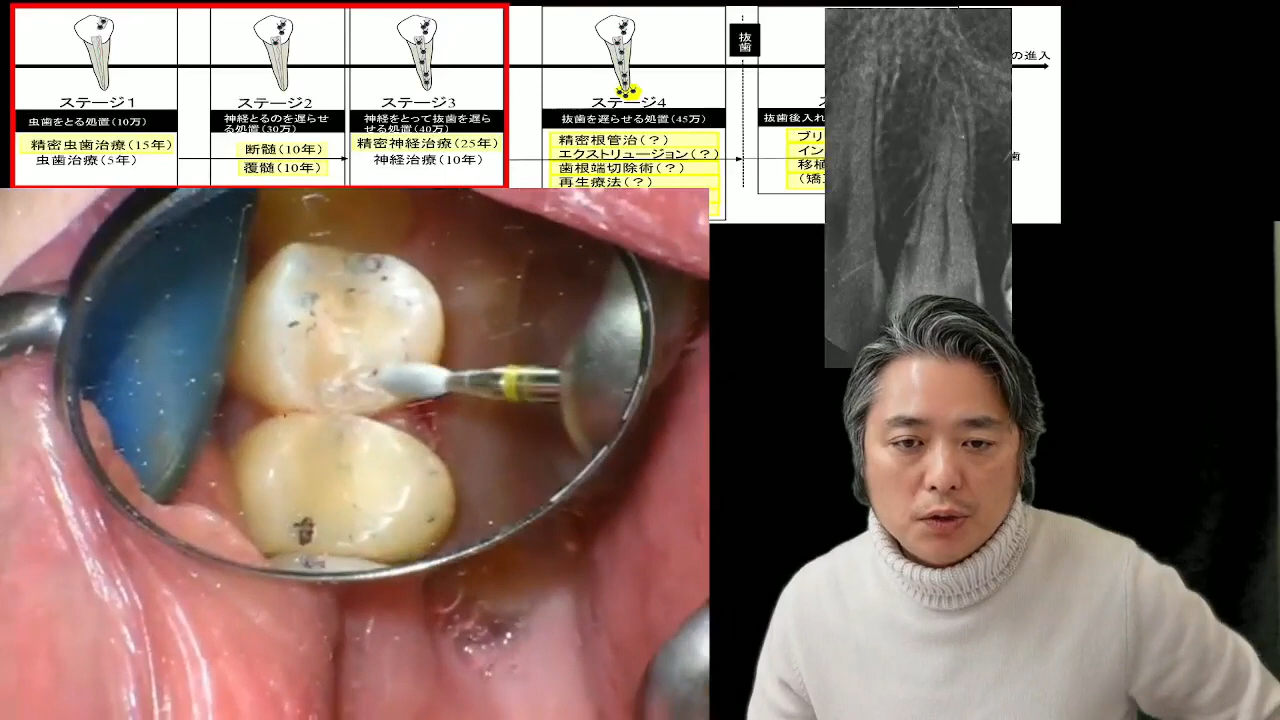 ステージ1
虫歯をとる処置(10万)
精密虫歯治療(15年)
虫歯治療(5年)
ステージ2
神経とるのを遅らせ
る処置(30万)
断髄(10年)
覆髄(10年)
ステージ3
神経をとって抜歯を遅ら
せる処置(40万)
精密神経治療(25年)
神経治療(10年)
ステージ4
抜歯を遅らせる処置(45万)
精密根管治(?)
エクストリュージョン(?)
歯根端切除術(?)
再生療法(?)
抜歯
の進入
抜歯後入れ
ブリ
イン
移植
(矯正
歯